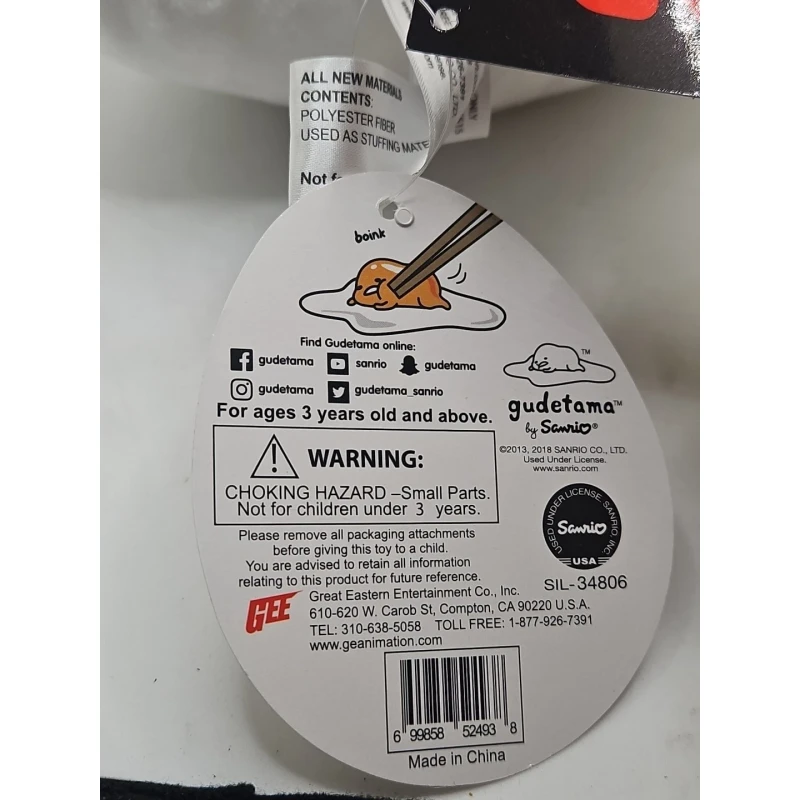 ALL NEW MATERIALS
CONTENTS:
POLYESTER FIBER
USED AS STUFFING MATE
Not
boink
Find Gudetama online:
gudetama sanrio gudetama
gudetama gudetama_sanrio
For ages 3 years old and above.
gudetama™
by Sanrio®
©2013, 2018 SANRIO CO., LTD.
Used Under License.
www.sanrio.com
WARNING:
CHOKING HAZARD –Small Parts.
Not for children under 3 years.
USED UNDER LICENSE. SANRIO, INC.
Sanrio
USA
SIL-34806
Please remove all packaging attachments
before giving this toy to a child.
You are advised to retain all information
relating to this product for future reference.
GEE
Great Eastern Entertainment Co., Inc.
610-620 W. Carob St, Compton, CA 90220 U.S.A.
TEL: 310-638-5058 TOLL FREE: 1-877-926-7391
www.geanimation.com
6 99858 52493 8
Made in China